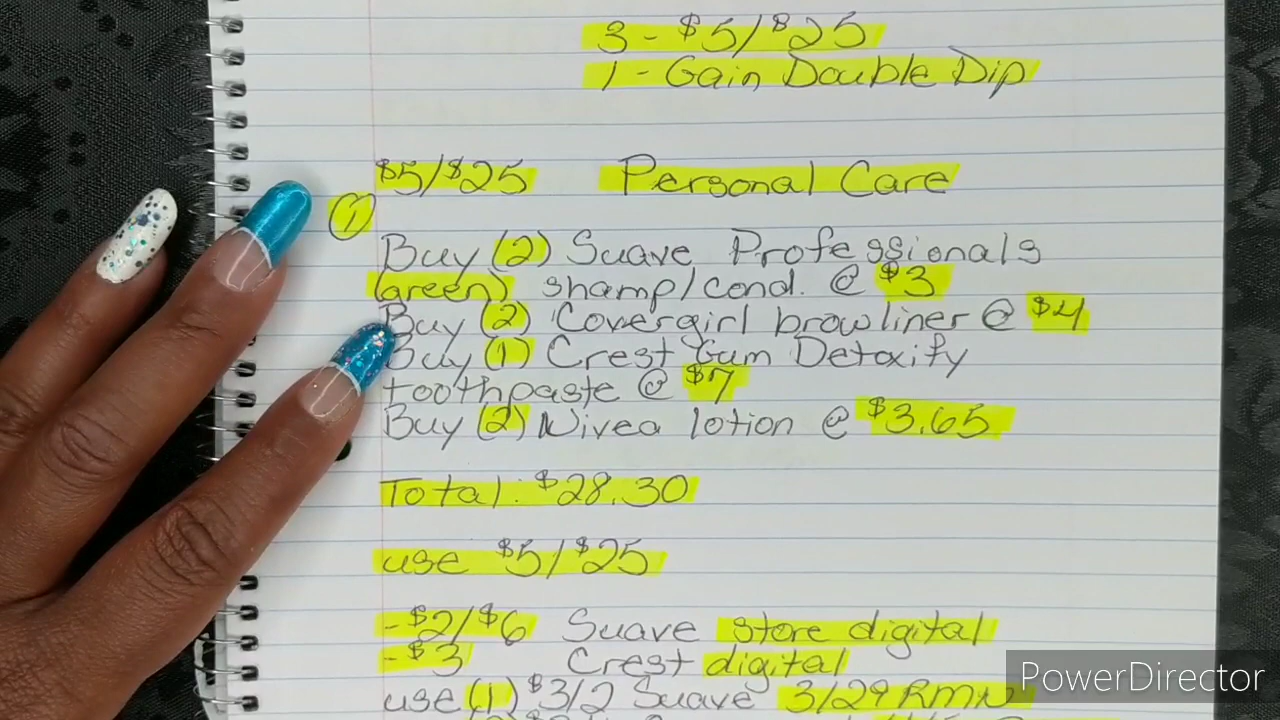 3 - $5/$25
1 - Gain Double Dip
$5/$25 Personal Care
1
Buy (2) Suave Professionals
(green) shamp/cond. @ $3
Buy (2) Covergirl browliner @ $4
Buy (1) Crest Gum Detoxify
toothpaste @ $7
Buy (2) Nivea lotion @ $3.65
Total: $28.30
use $5/$25
-$2/$6 Suave store digital
-$3 Crest digital
use (1) $3/2 Suave 3/29 RMN
PowerDirector